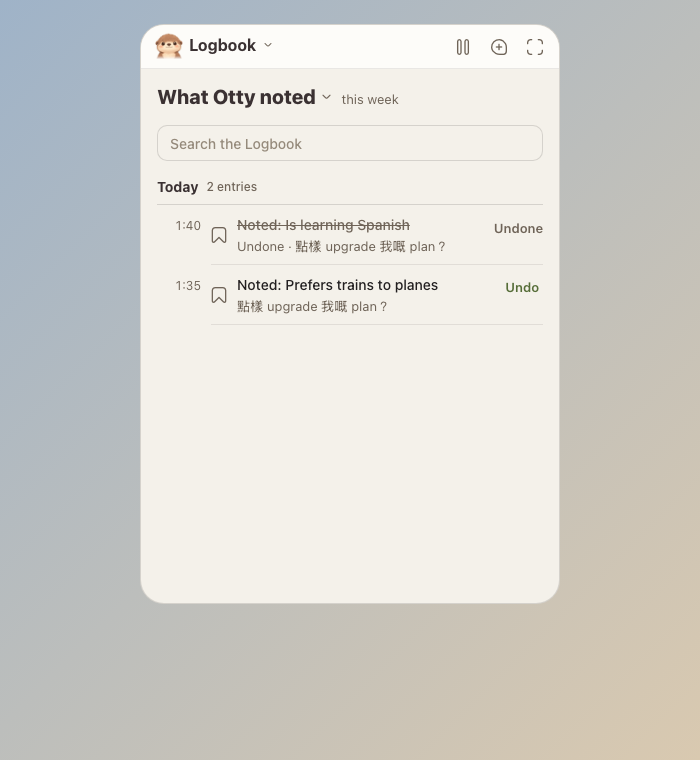 Logbook
What Otty noted this week
Search the Logbook
Today 2 entries
1:40 Noted: Is learning Spanish Undone
Undone · 點樣 upgrade 我嘅 plan？
1:35 Noted: Prefers trains to planes Undo
點樣 upgrade 我嘅 plan？